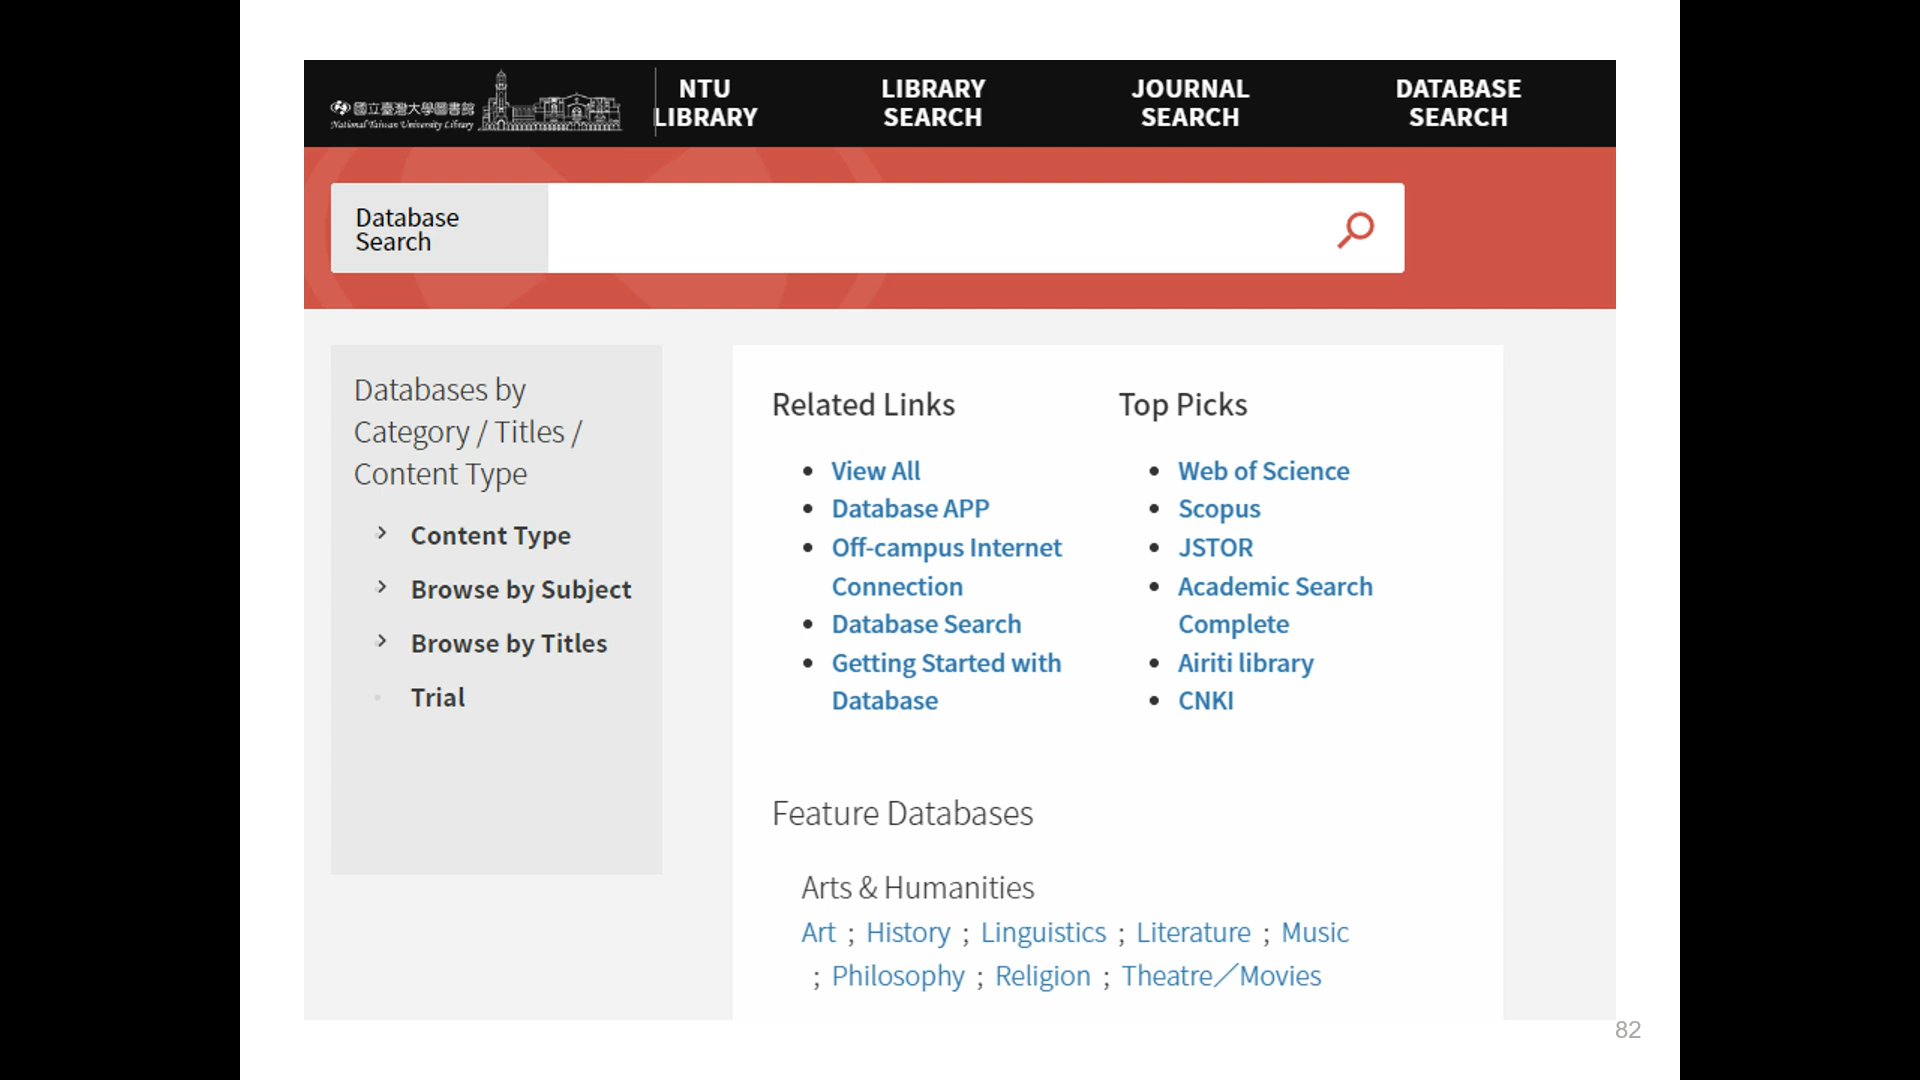 國立臺灣大學圖書館
National Taiwan University Library
NTU
LIBRARY
LIBRARY
SEARCH
JOURNAL
SEARCH
DATABASE
SEARCH
Database
Search
Databases by
Category / Titles /
Content Type
Content Type
Browse by Subject
Browse by Titles
Trial
Related Links
View All
Database APP
Off-campus Internet
Connection
Database Search
Getting Started with
Database
Top Picks
Web of Science
Scopus
JSTOR
Academic Search
Complete
Airiti library
CNKI
Feature Databases
Arts & Humanities
Art ; History ; Linguistics ; Literature ; Music
; Philosophy ; Religion ; Theatre／Movies
82